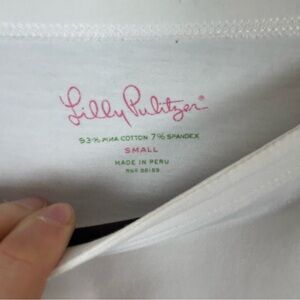 Lilly Pulitzer®
93% PIMA COTTON 7% SPANDEX
SMALL
MADE IN PERU